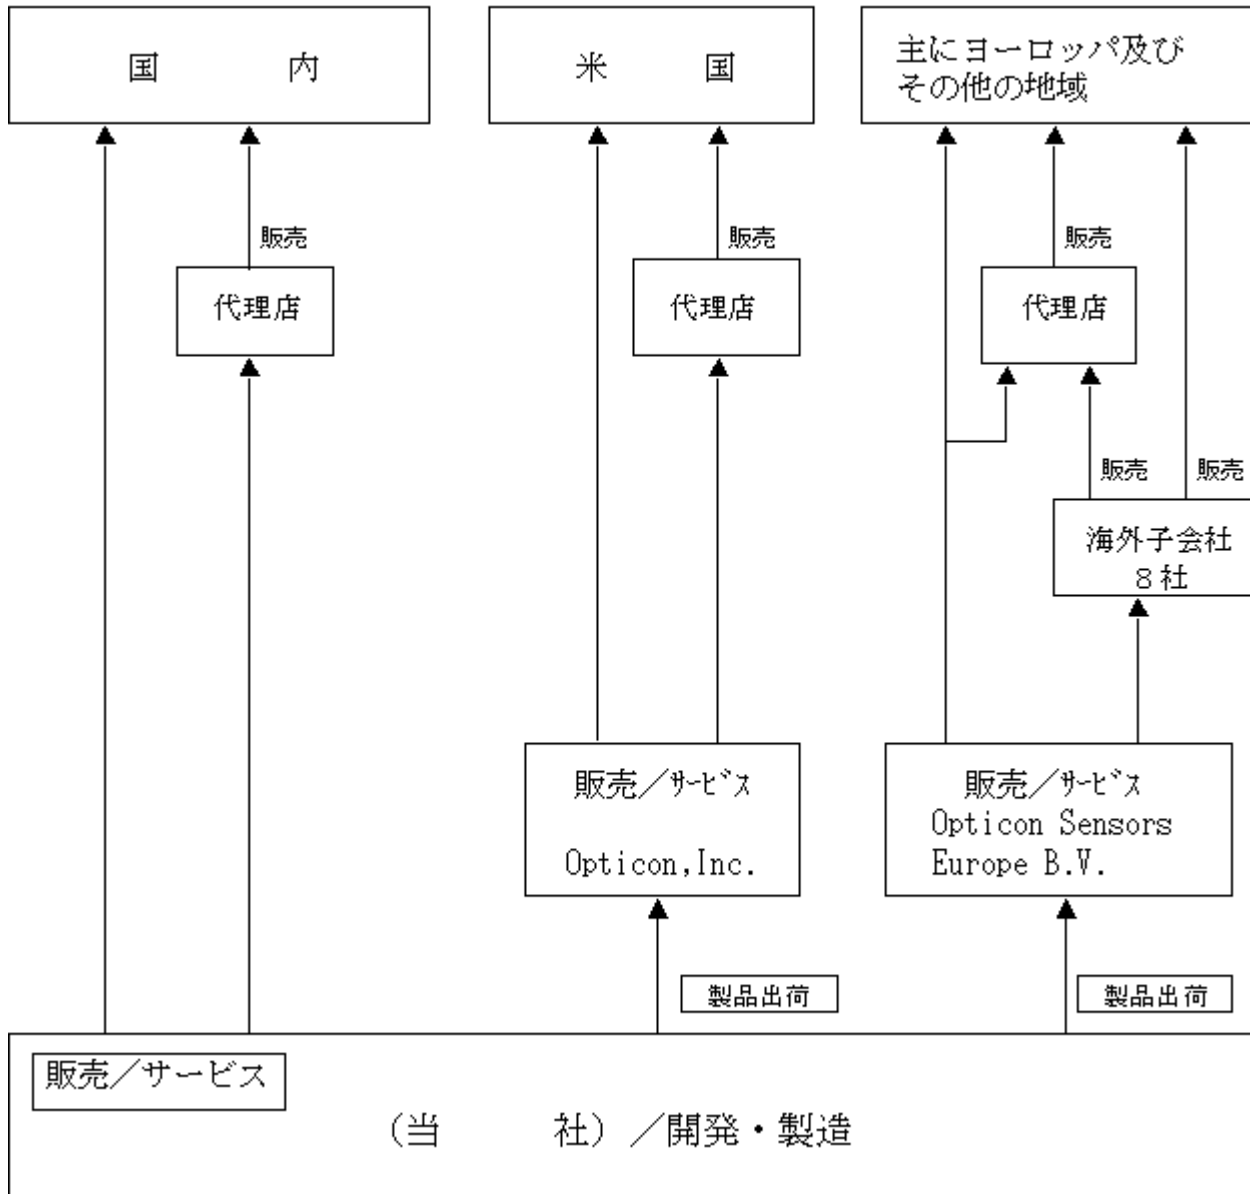 国　　　　内
米　　　国
主にヨーロッパ及び
その他の地域
販売
販売
販売
代理店
代理店
代理店
販売
販売
海外子会社
８社
販売／ｻｰﾋﾞｽ
Opticon,Inc.
販売／ｻｰﾋﾞｽ
Opticon Sensors
Europe B.V.
製品出荷
製品出荷
販売／サービス
（当　　　社）／開発・製造